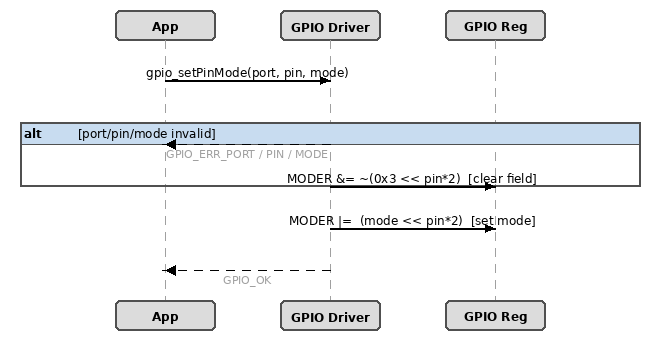 App
GPIO Driver
GPIO Reg
gpio_setPinMode(port, pin, mode)
alt
[port/pin/mode invalid]
GPIO_ERR_PORT / PIN / MODE
MODER &= ~(0x3 << pin*2)  [clear field]
MODER |=  (mode << pin*2)  [set mode]
GPIO_OK
App
GPIO Driver
GPIO Reg